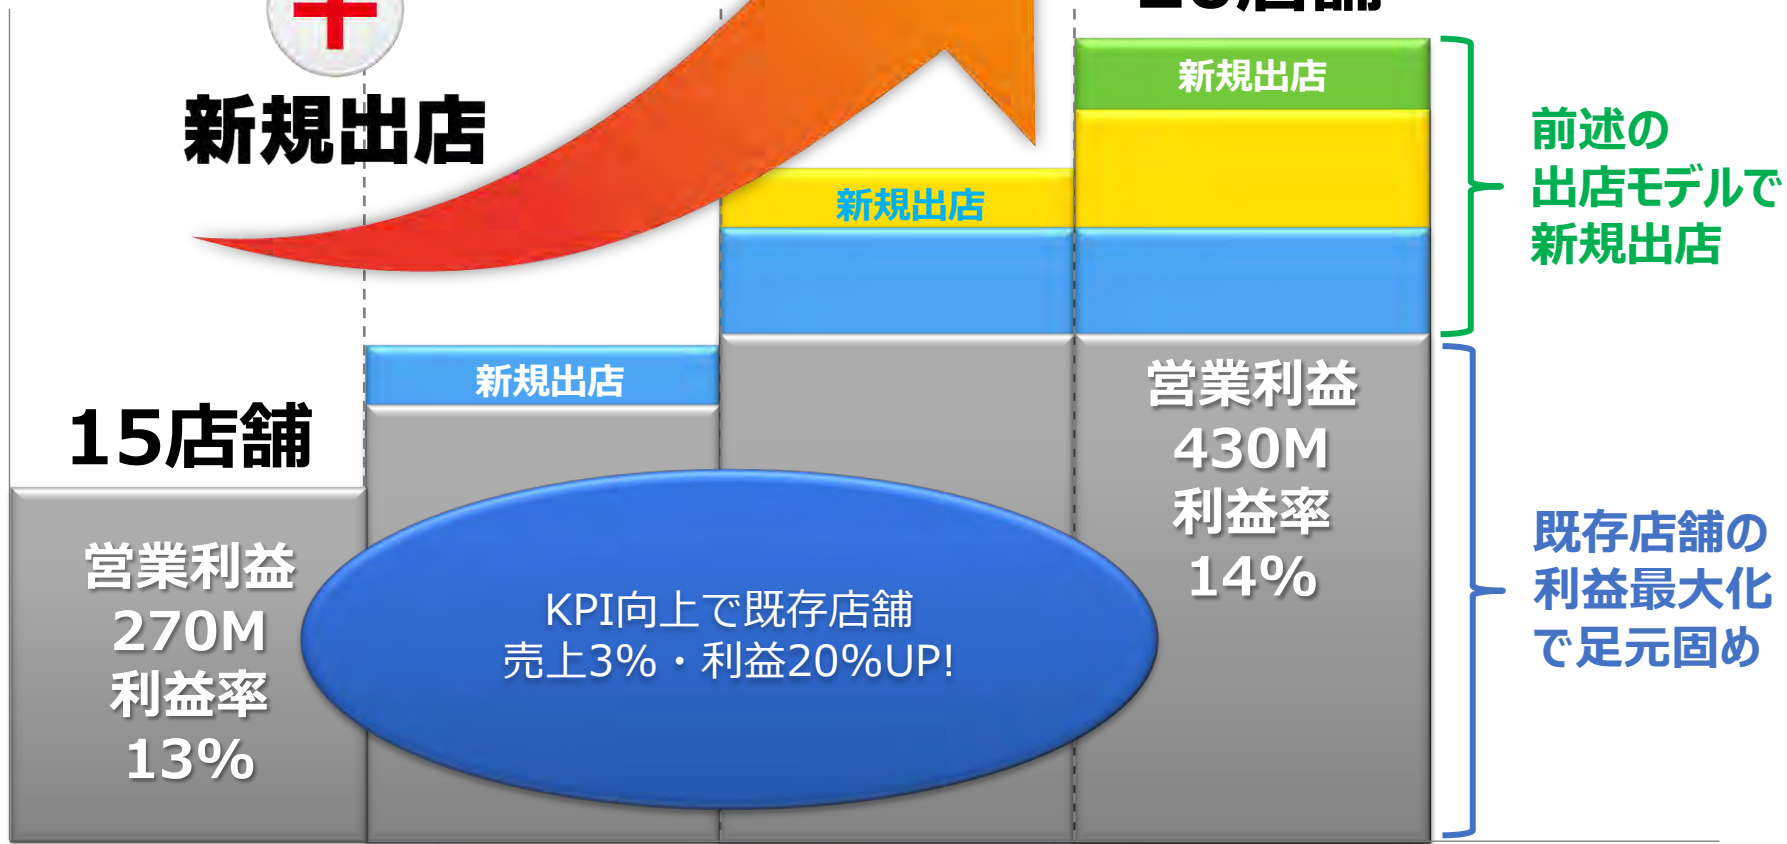 新規出店
新規出店
新規出店
新規出店
15店舗
営業利益
270M
利益率
13%
KPI向上で既存店舗
売上3%・利益20%UP!
営業利益
430M
利益率
14%
前述の
出店モデルで
新規出店
既存店舗の
利益最大化
で足元固め